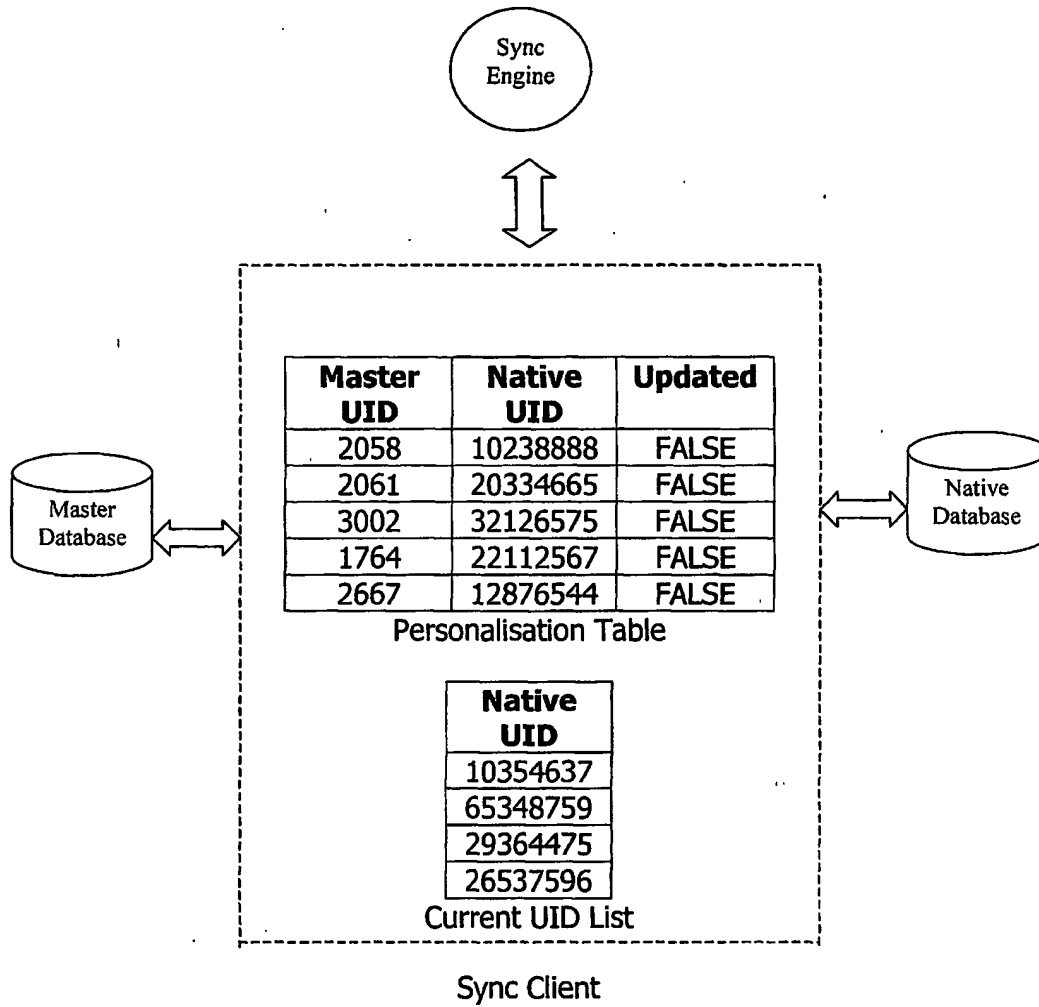 Sync
Engine
Master
UID
Native
UID
Updated
2058 10238888 FALSE
2061 20334665 FALSE
3002 32126575 FALSE
1764 22112567 FALSE
2667 12876544 FALSE
Personalisation Table
Master
Database
Native
Database
Native
UID
10354637
65348759
29364475
26537596
Current UID List
Sync Client